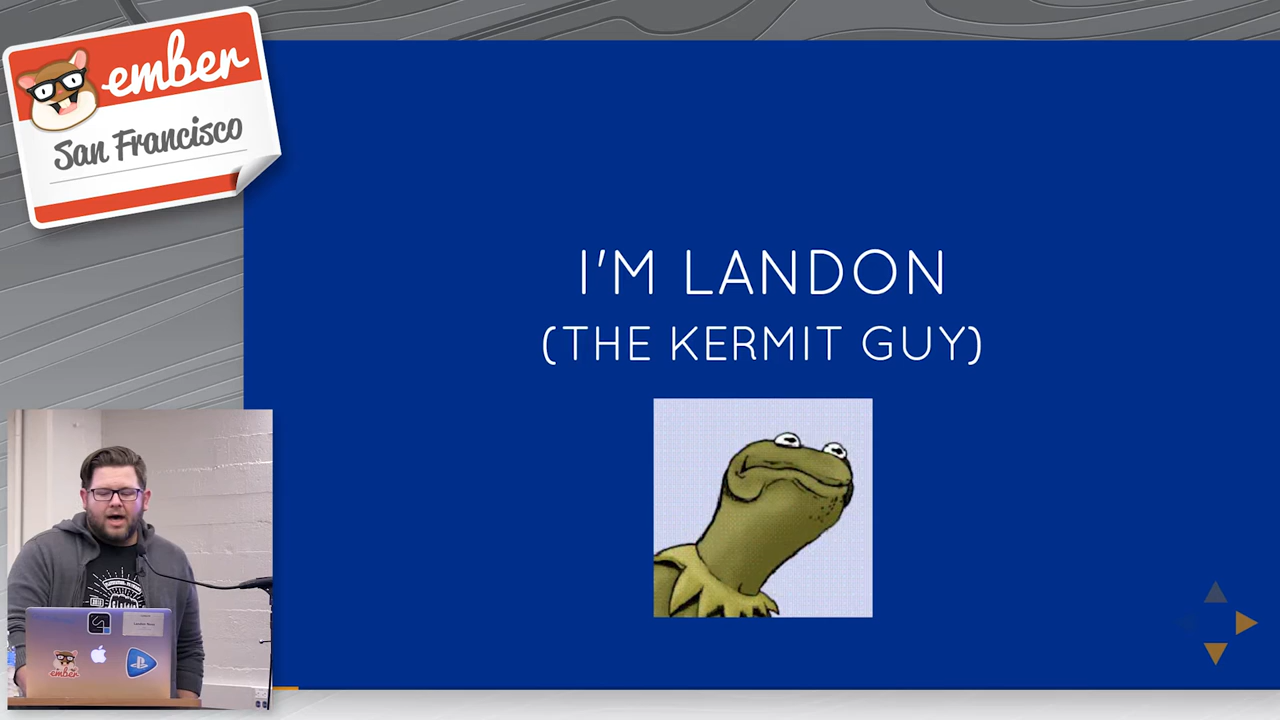 ember
San Francisco
I'M LANDON
(THE KERMIT GUY)
ember